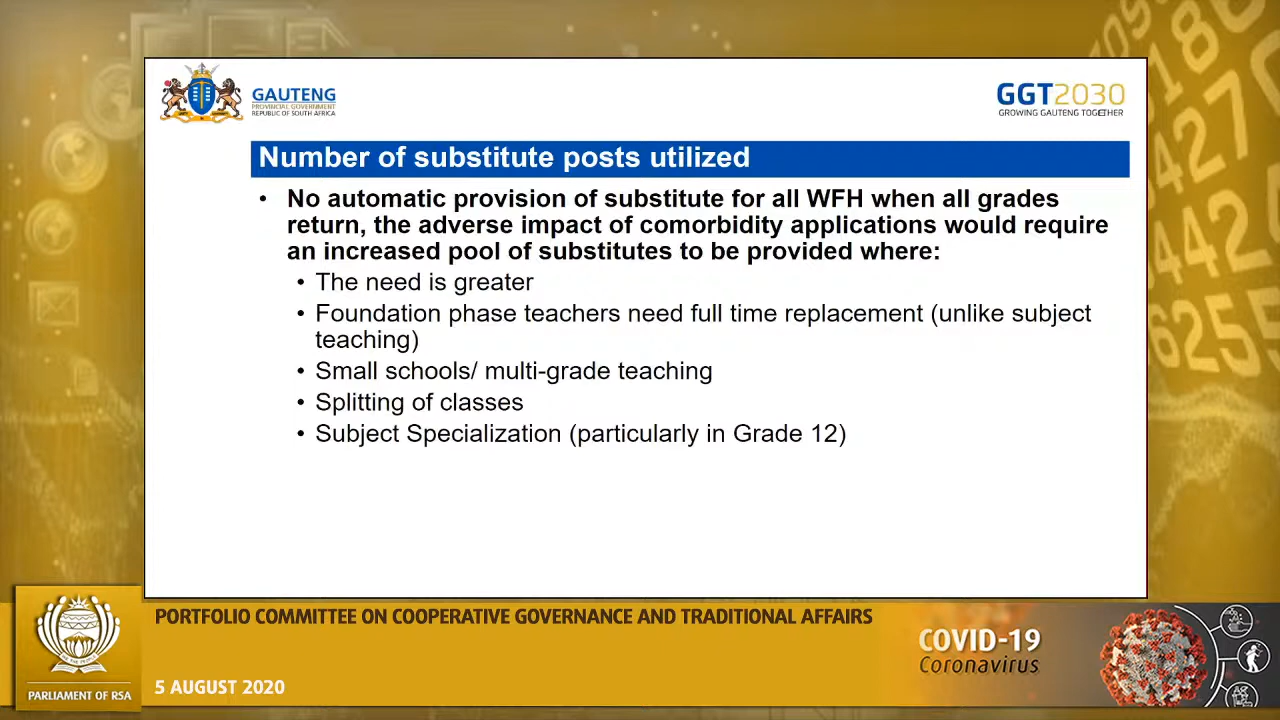 GAUTENG
PROVINCIAL GOVERNMENT
REPUBLIC OF SOUTH AFRICA
GGT2030
GROWING GAUTENG TOGETHER
Number of substitute posts utilized
• No automatic provision of substitute for all WFH when all grades
return, the adverse impact of comorbidity applications would require
an increased pool of substitutes to be provided where:
• The need is greater
• Foundation phase teachers need full time replacement (unlike subject
teaching)
• Small schools/ multi-grade teaching
• Splitting of classes
• Subject Specialization (particularly in Grade 12)
PORTFOLIO COMMITTEE ON COOPERATIVE GOVERNANCE AND TRADITIONAL AFFAIRS
COVID-19
Coronavirus
PARLIAMENT OF RSA
5 AUGUST 2020